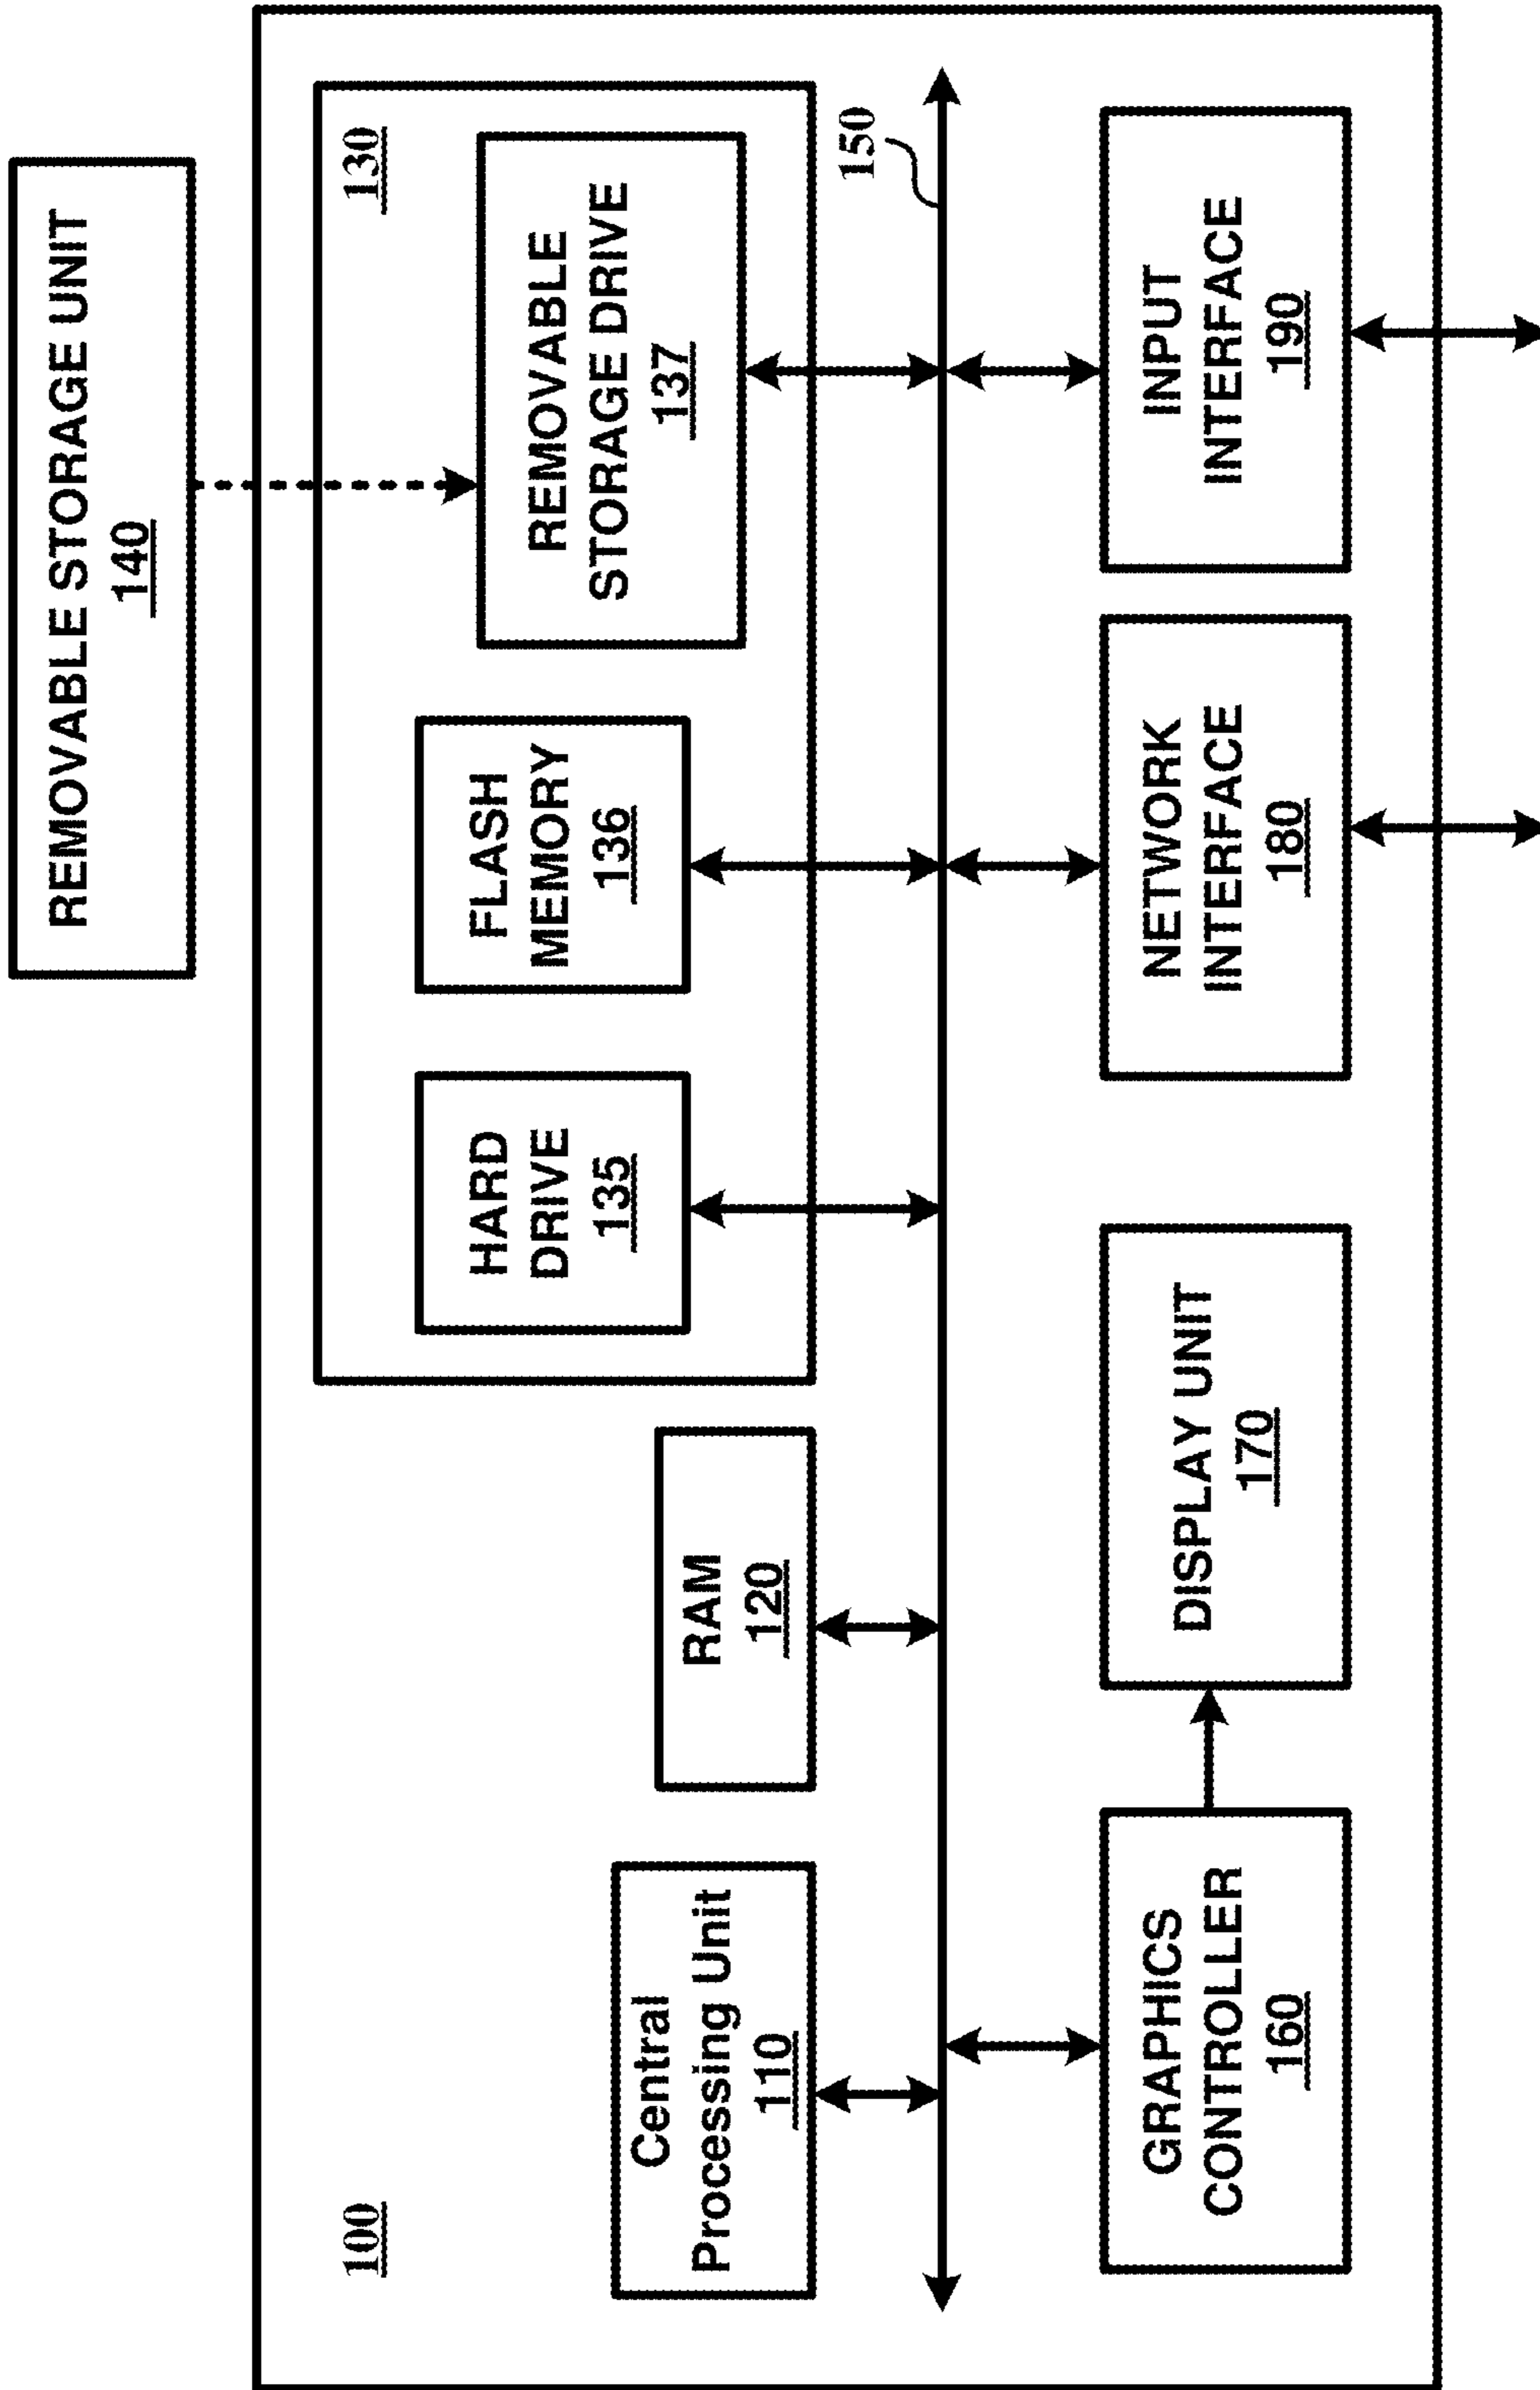 REMOVABLE STORAGE UNIT
140
100
130
Central
Processing Unit
110
RAM
120
HARD
DRIVE
135
FLASH
MEMORY
136
REMOVABLE
STORAGE DRIVE
137
150
GRAPHICS
CONTROLLER
160
DISPLAY UNIT
170
NETWORK
INTERFACE
180
INPUT
INTERFACE
190